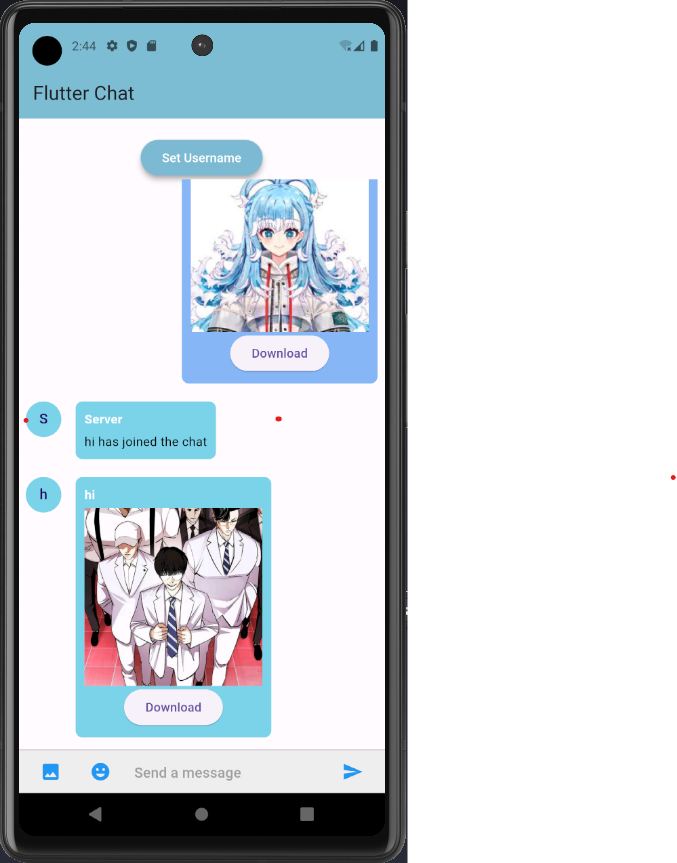 2:44
Flutter Chat
Set Username
Download
S
Server
hi has joined the chat
h
hi
Download
Send a message